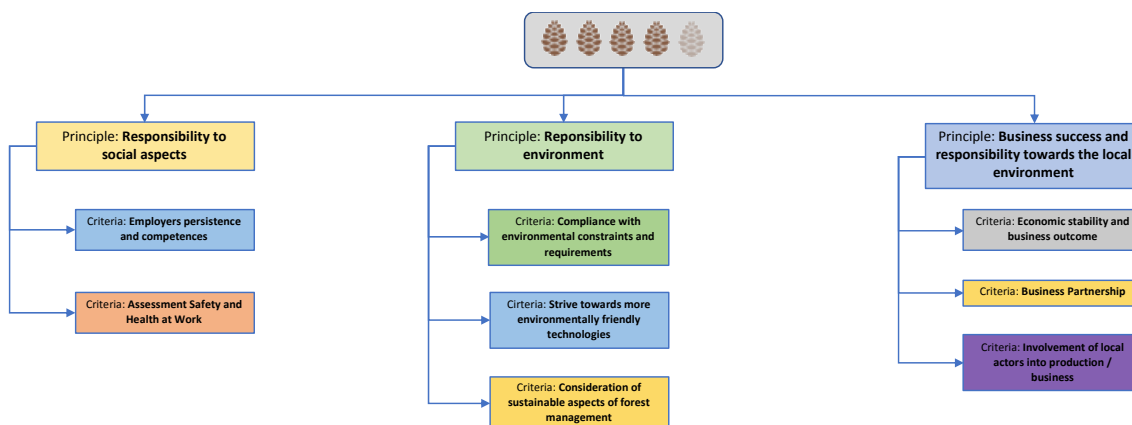 Principle: Responsibility to
social aspects
Criteria: Employers persistence
and competences
Criteria: Assessment Safety and
Health at Work
Principle: Reponsibility to
environment
Criteria: Compliance with
environmental constraints and
requirements
Cirteria: Strive towards more
environmentally friendly
technologies
Criteria: Consideration of
sustainable aspects of forest
management
Principle: Business success and
responsibility towards the local
environment
Criteria: Economic stability and
business outcome
Criteria: Business Partnership
Criteria: Involvement of local
actors into production /
business